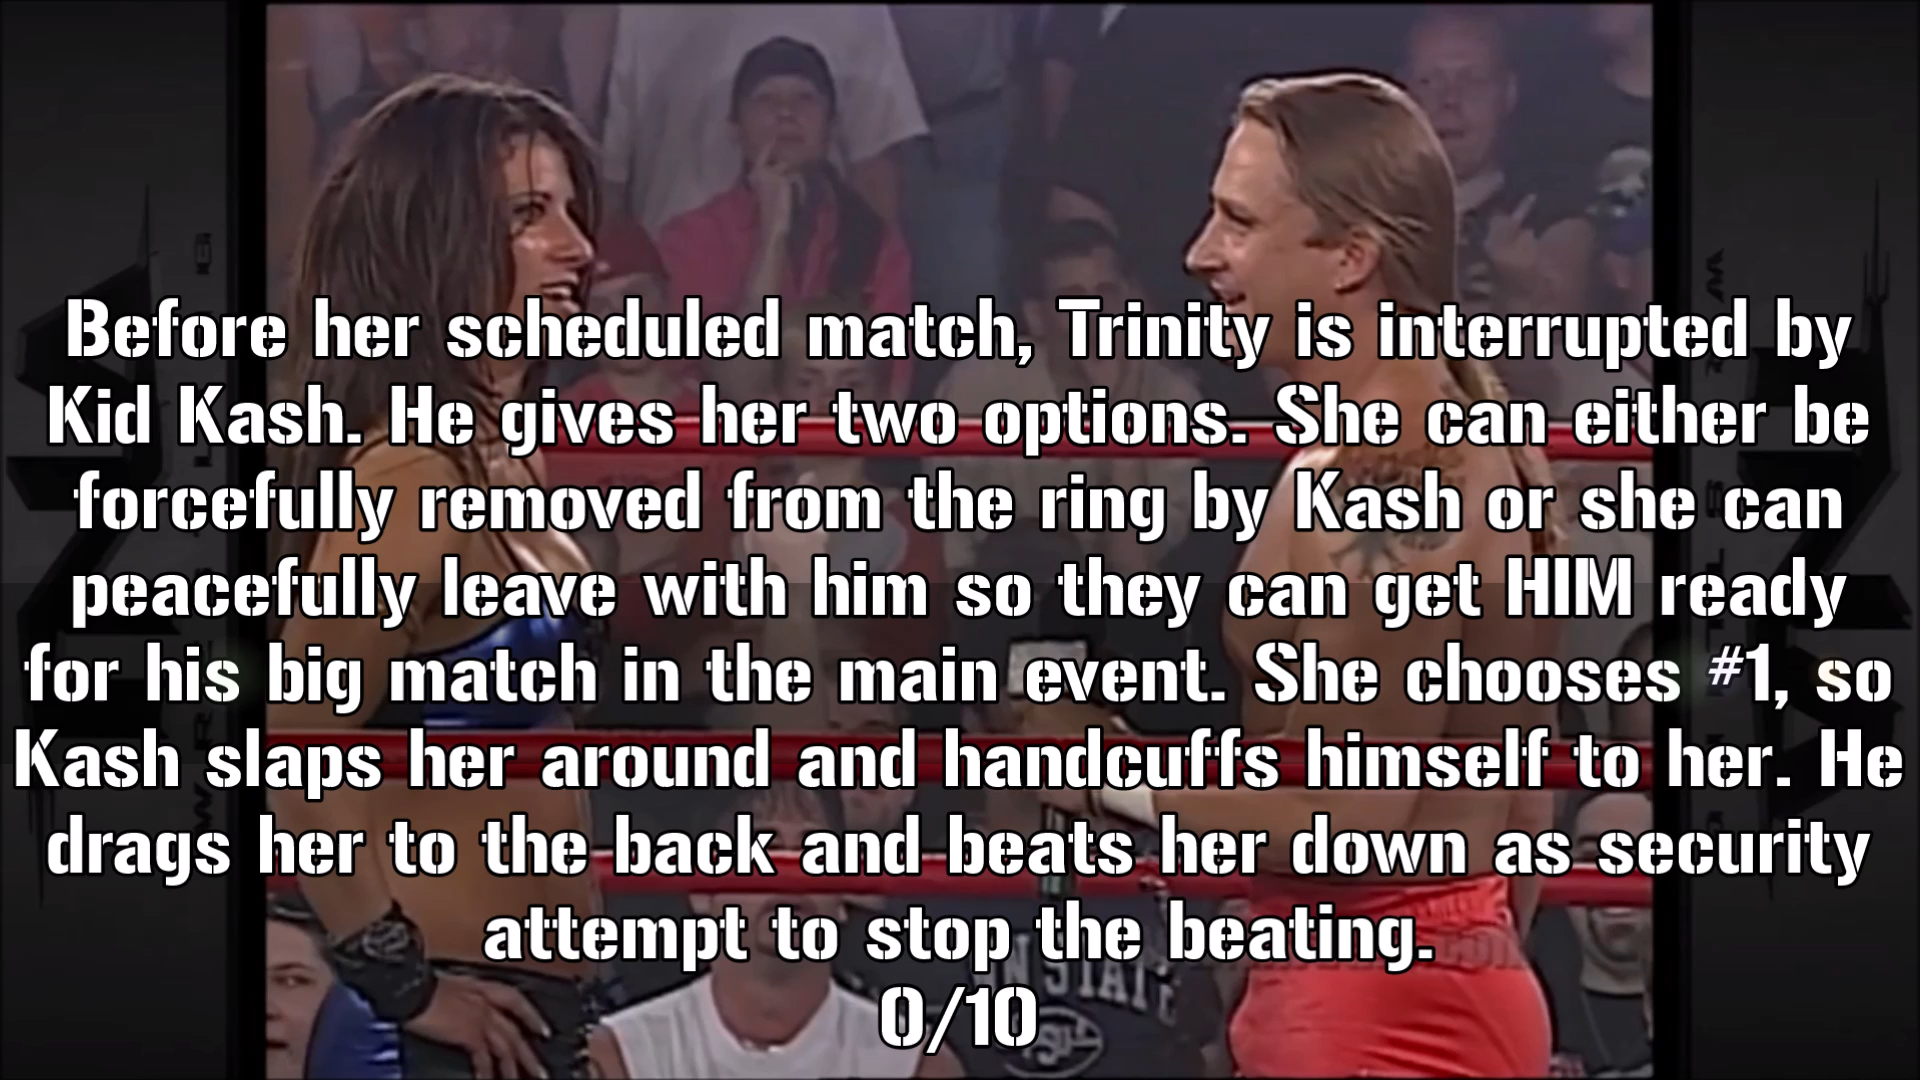 Before her scheduled match, Trinity is interrupted by
Kid Kash. He gives her two options. She can either be
forcefully removed from the ring by Kash or she can
peacefully leave with him so they can get HIM ready
for his big match in the main event. She chooses #1, so
Kash slaps her around and handcuffs himself to her. He
drags her to the back and beats her down as security
attempt to stop the beating.
0/10